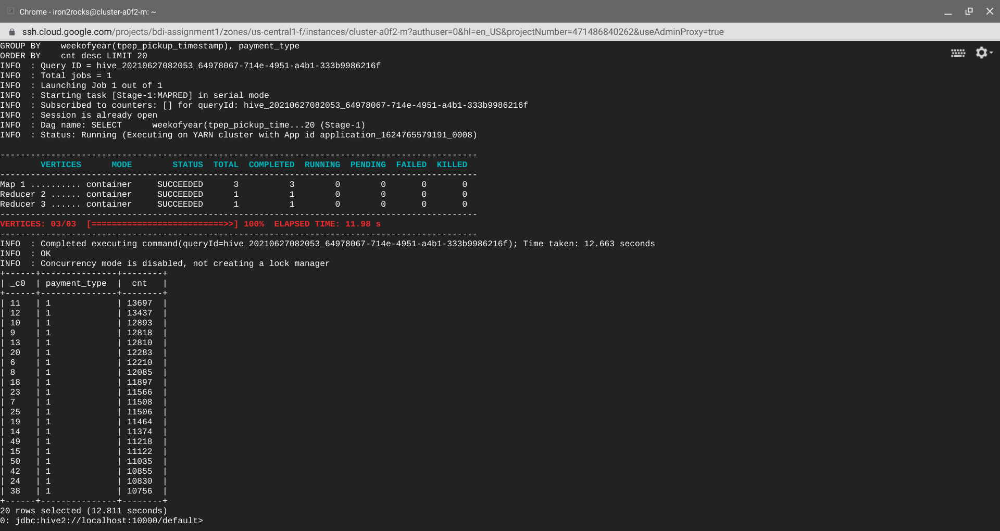 Chrome - iron2rocks@cluster-a0f2-m: ~
ssh.cloud.google.com/projects/bdi-assignment1/zones/us-central1-f/instances/cluster-a0f2-m?authuser=0&hl=en_US&projectNumber=471486840262&useAdminProxy=true
GROUP BY    weekofyear(tpep_pickup_timestamp), payment_type
ORDER BY    cnt desc LIMIT 20
INFO  : Query ID = hive_20210627082053_64978067-714e-4951-a4b1-333b9986216f
INFO  : Total jobs = 1
INFO  : Launching Job 1 out of 1
INFO  : Starting task [Stage-1:MAPRED] in serial mode
INFO  : Subscribed to counters: [] for queryId: hive_20210627082053_64978067-714e-4951-a4b1-333b9986216f
INFO  : Session is already open
INFO  : Dag name: SELECT      weekofyear(tpep_pickup_time...20 (Stage-1)
INFO  : Status: Running (Executing on YARN cluster with App id application_1624765579191_0008)
----------------------------------------------------------------------------------------------
        VERTICES      MODE        STATUS  TOTAL  COMPLETED  RUNNING  PENDING  FAILED  KILLED
----------------------------------------------------------------------------------------------
Map 1 .......... container     SUCCEEDED      3          3        0        0       0       0
Reducer 2 ...... container     SUCCEEDED      1          1        0        0       0       0
Reducer 3 ...... container     SUCCEEDED      1          1        0        0       0       0
----------------------------------------------------------------------------------------------
VERTICES: 03/03  [==========================>>] 100%  ELAPSED TIME: 11.98 s
----------------------------------------------------------------------------------------------
INFO  : Completed executing command(queryId=hive_20210627082053_64978067-714e-4951-a4b1-333b9986216f); Time taken: 12.663 seconds
INFO  : OK
INFO  : Concurrency mode is disabled, not creating a lock manager
+------+---------------+--------+
| _c0  | payment_type  |  cnt   |
+------+---------------+--------+
| 11   | 1             | 13697  |
| 12   | 1             | 13437  |
| 10   | 1             | 12893  |
| 9    | 1             | 12818  |
| 13   | 1             | 12810  |
| 20   | 1             | 12283  |
| 6    | 1             | 12210  |
| 8    | 1             | 12085  |
| 18   | 1             | 11897  |
| 23   | 1             | 11566  |
| 7    | 1             | 11508  |
| 25   | 1             | 11506  |
| 19   | 1             | 11464  |
| 14   | 1             | 11374  |
| 49   | 1             | 11218  |
| 15   | 1             | 11122  |
| 50   | 1             | 11035  |
| 42   | 1             | 10855  |
| 24   | 1             | 10830  |
| 38   | 1             | 10756  |
+------+---------------+--------+
20 rows selected (12.811 seconds)
0: jdbc:hive2://localhost:10000/default>